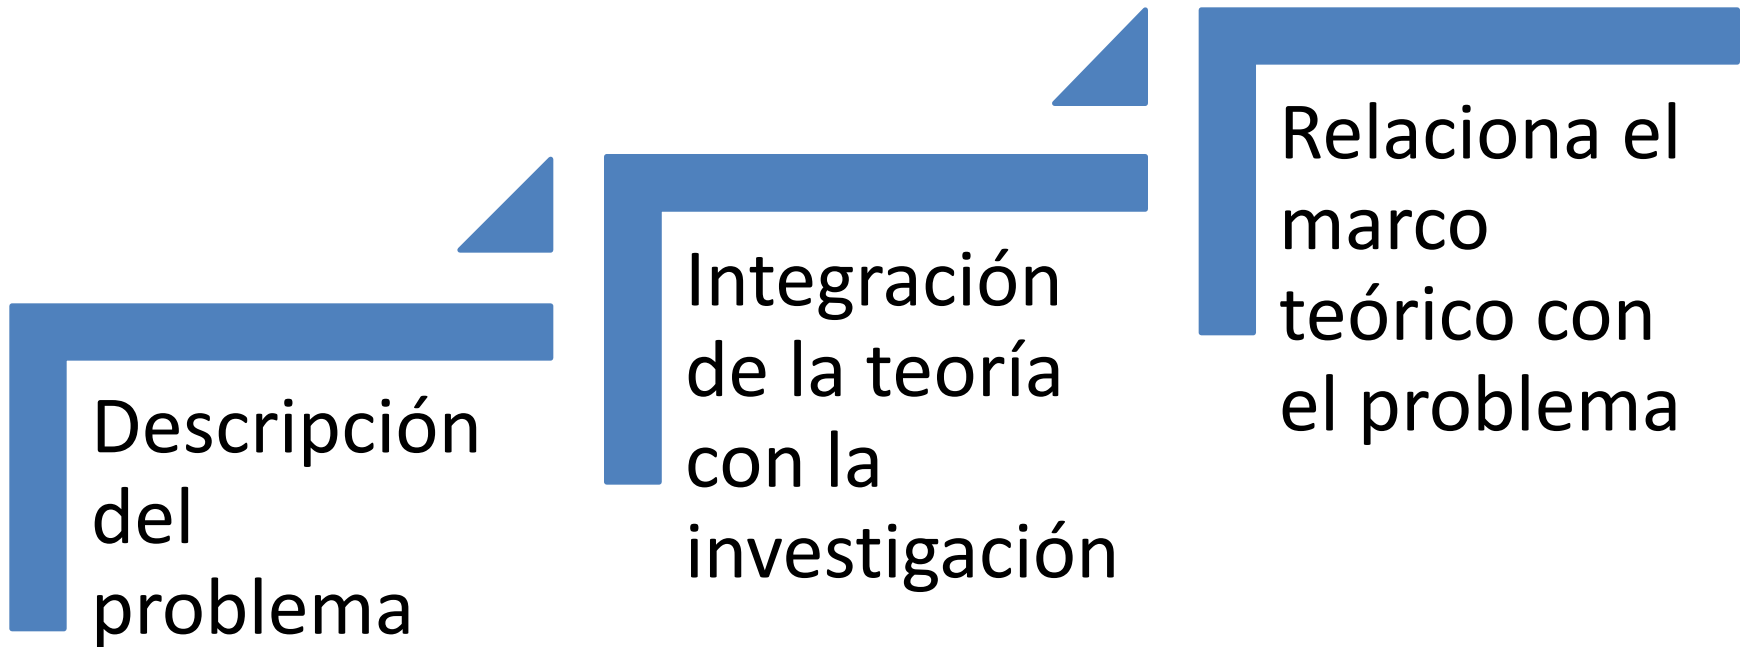 Descripción
del
problema
Integración
de la teoría
con la
investigación
Relaciona el
marco
teórico con
el problema